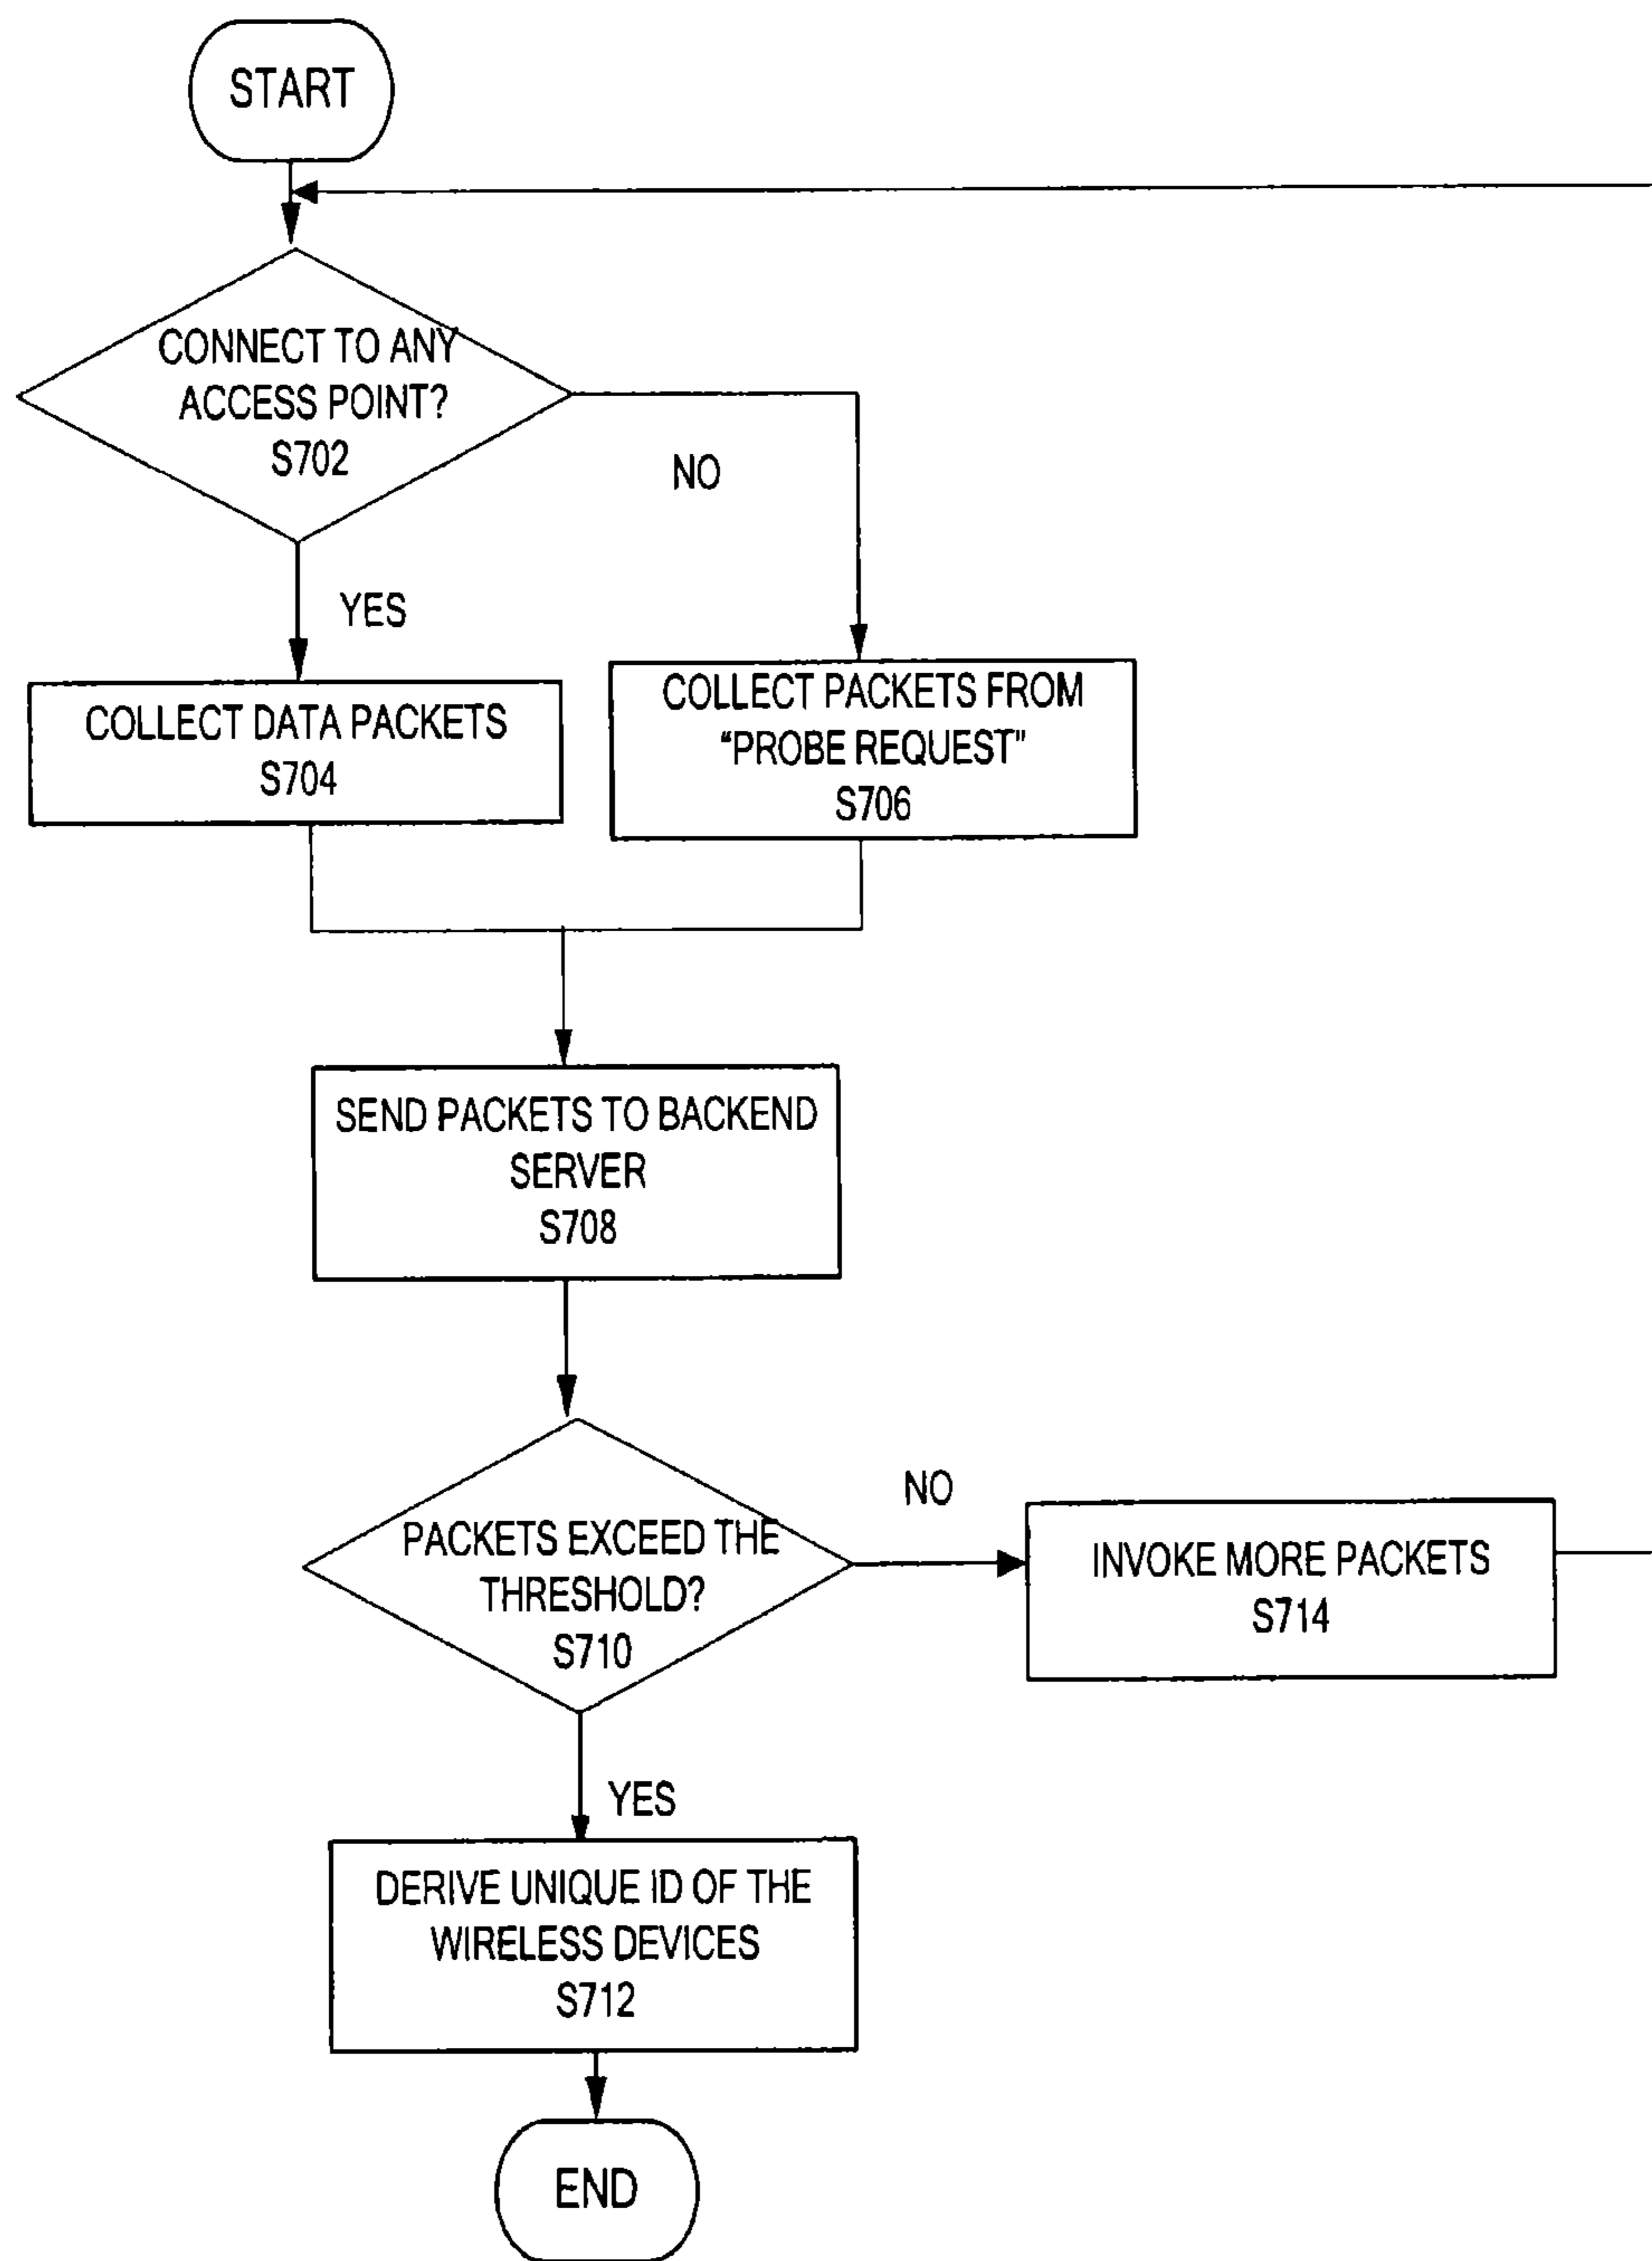 START
CONNECT TO ANY
ACCESS POINT?
S702
NO
YES
COLLECT DATA PACKETS
S704
COLLECT PACKETS FROM
“PROBE REQUEST”
S706
SEND PACKETS TO BACKEND
SERVER
S708
PACKETS EXCEED THE
THRESHOLD?
S710
NO
INVOKE MORE PACKETS
S714
YES
DERIVE UNIQUE ID OF THE
WIRELESS DEVICES
S712
END